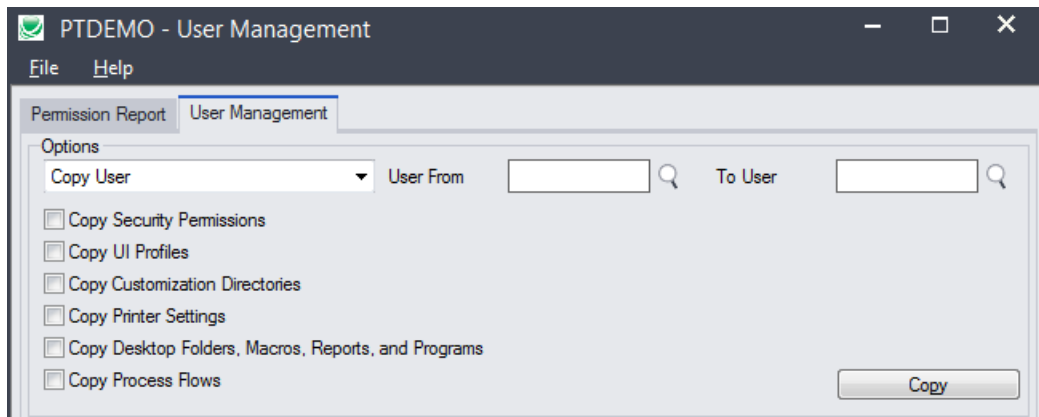 PTDEMO - User Management
File Help
Permission Report User Management
Options
Copy User User From To User
Copy Security Permissions
Copy UI Profiles
Copy Customization Directories
Copy Printer Settings
Copy Desktop Folders, Macros, Reports, and Programs
Copy Process Flows
Copy